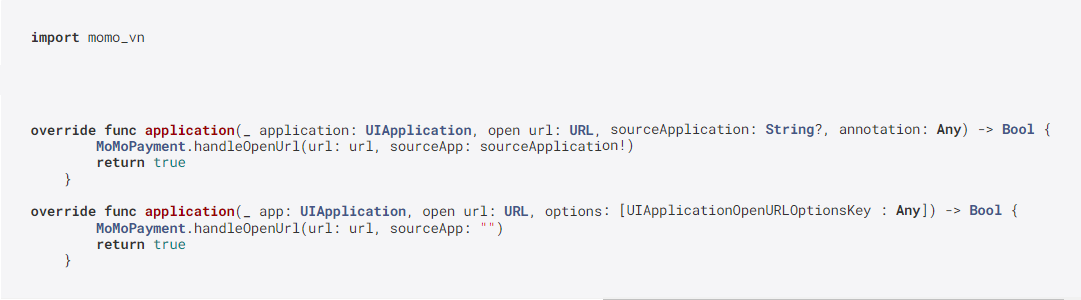 import momo_vn
override func application(_ application: UIApplication, open url: URL, sourceApplication: String?, annotation: Any) -> Bool {
MoMoPayment.handleOpenUrl(url: url, sourceApp: sourceApplication!)
return true
}
override func application(_ app: UIApplication, open url: URL, options: [UIApplicationOpenURLOptionsKey : Any]) -> Bool {
MoMoPayment.handleOpenUrl(url: url, sourceApp: "")
return true
}